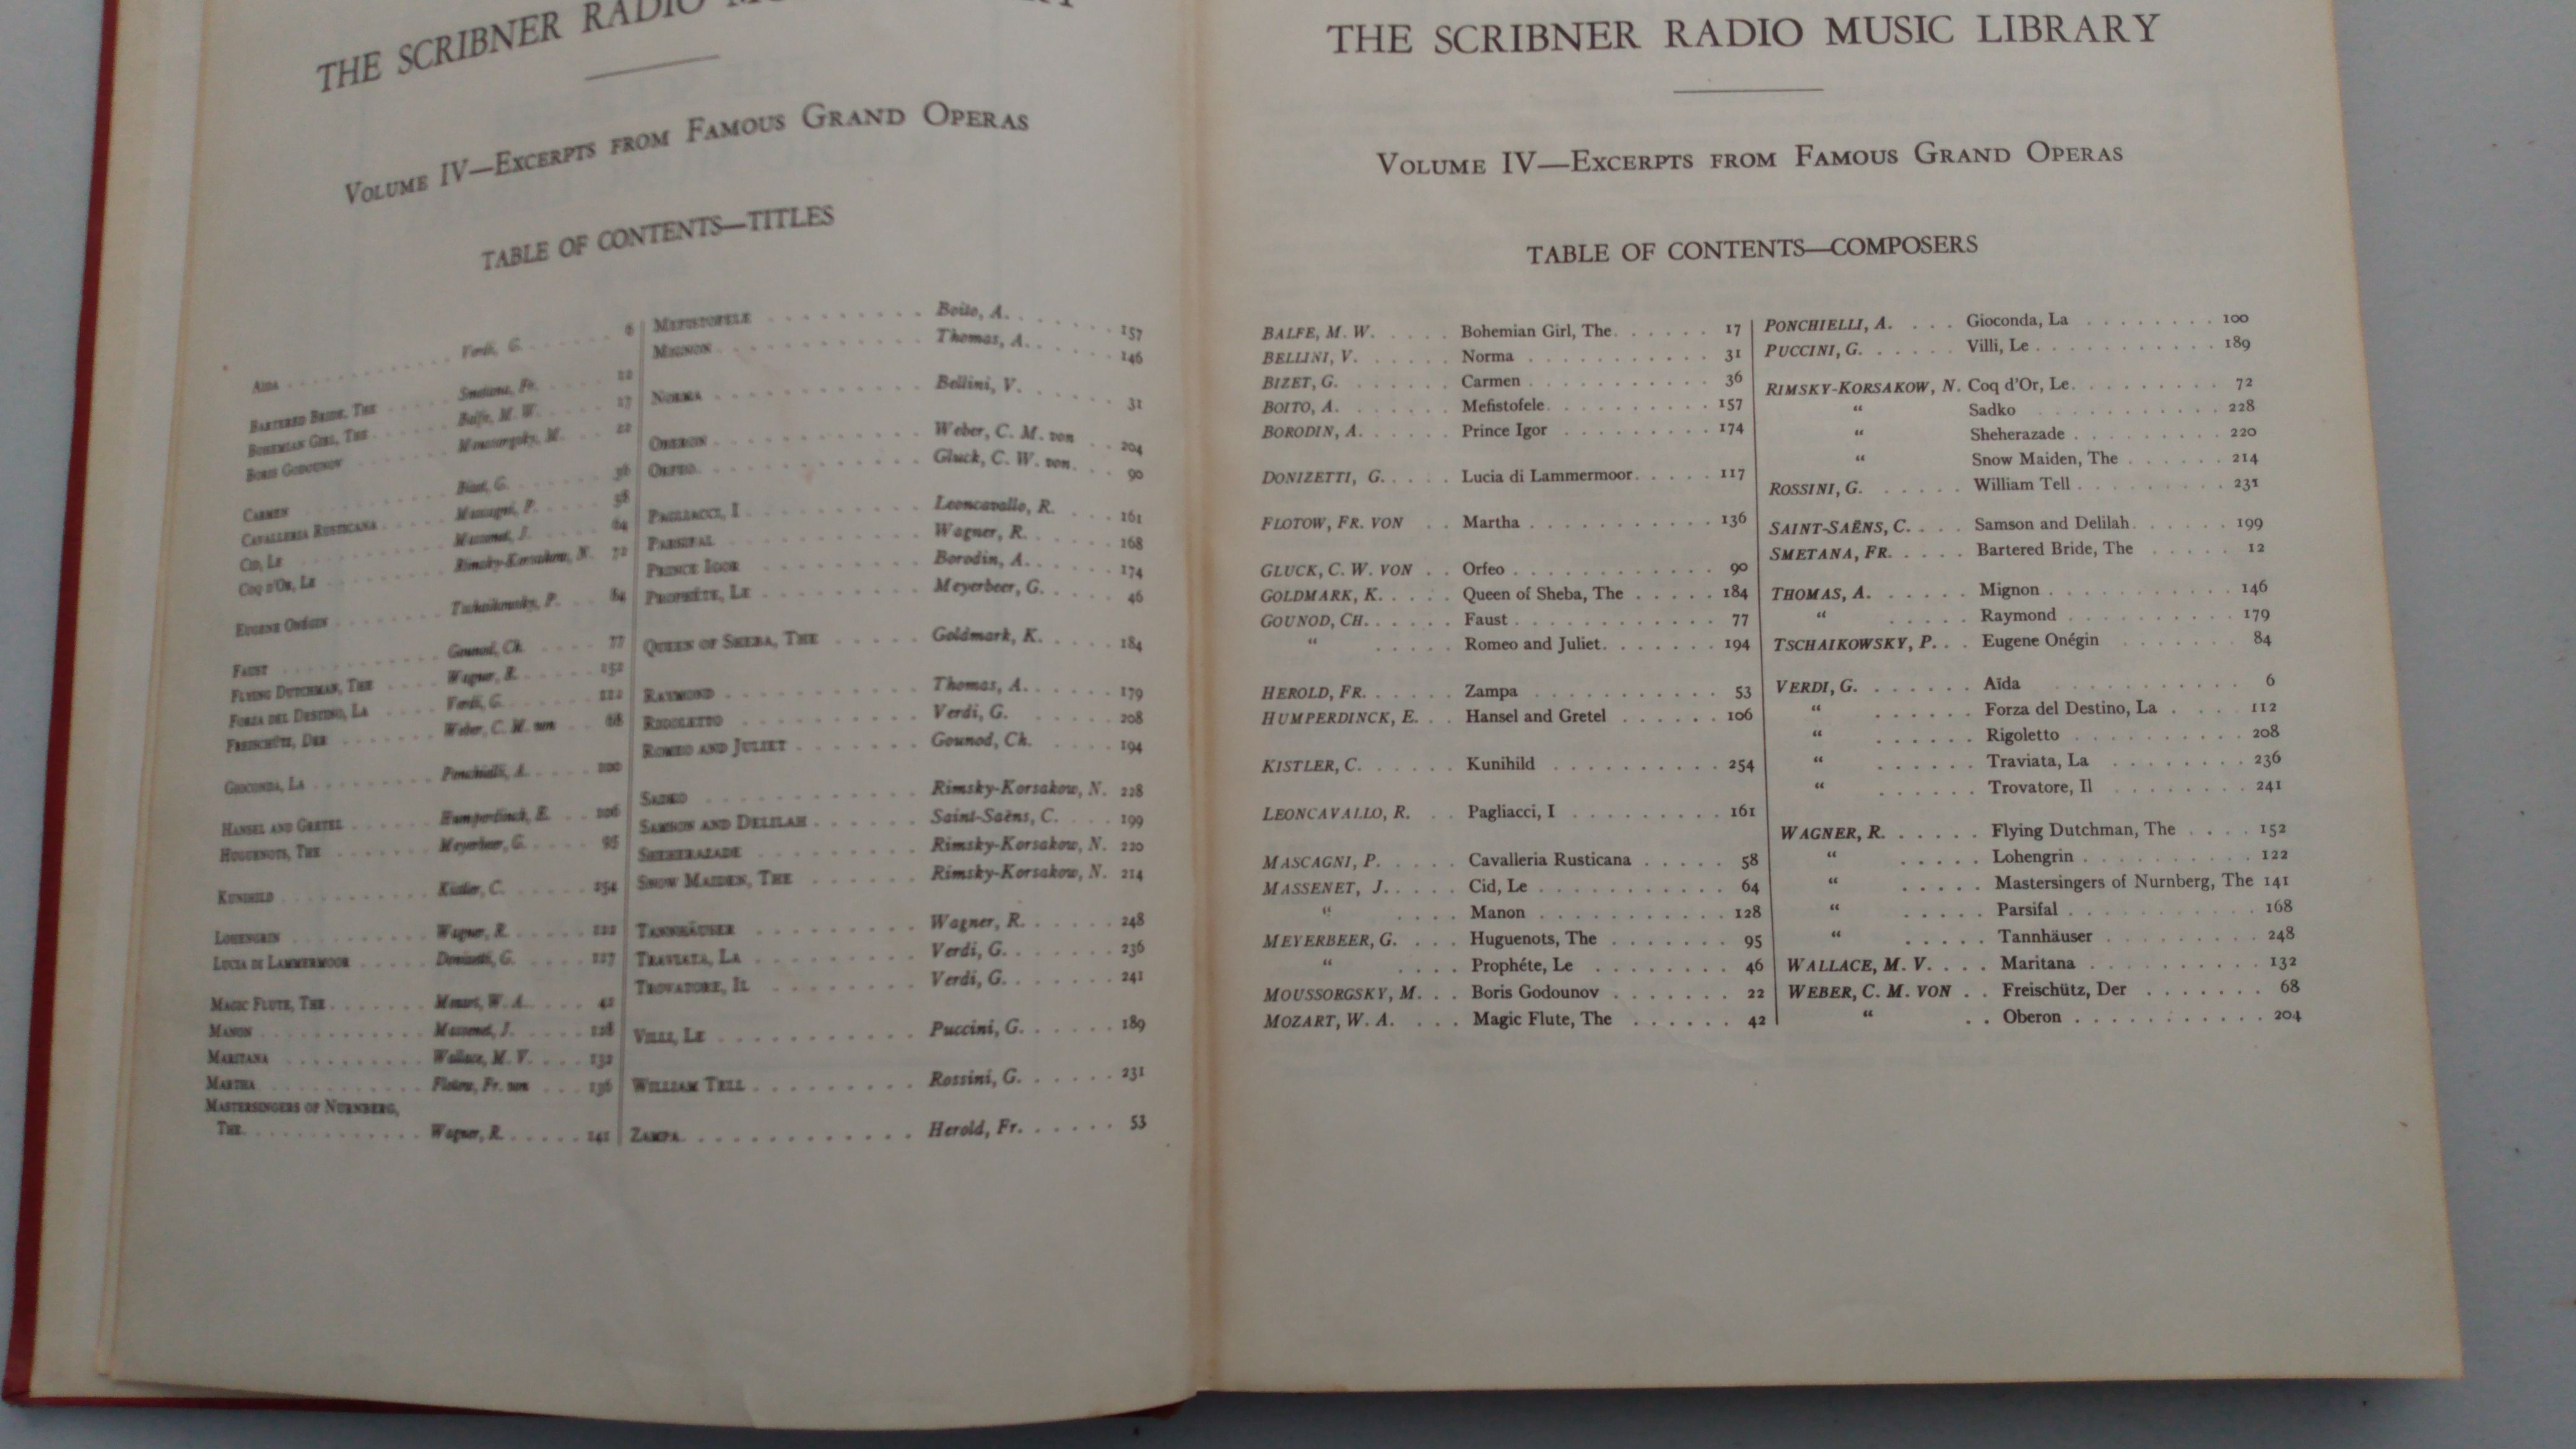 THE SCRIBNER RADIO
VOLUME IV—EXCERPTS FROM FAMOUS GRAND OPERAS
TABLE OF CONTENTS—TITLES
AIDA . . . . Verdi, G. . . . . 6
BARTERED BRIDE, THE . . . . Smetana, Fr. . . . . 12
BOHEMIAN GIRL, THE . . . . Balfe, M. W. . . . . 17
BORIS GODOUNOV . . . . Moussorgsky, M. . . . . 22
CARMEN . . . . Bizet, G. . . . . 36
CAVALLERIA RUSTICANA . . . . Mascagni, P. . . . . 58
CID, LE . . . . Massenet, J. . . . . 64
COQ D'OR, LE . . . . Rimsky-Korsakow, N. 72
EUGENE ONÉGIN . . . . Tschaikowsky, P. . . . . 84
FAUST . . . . Gounod, Ch. . . . . 77
FLYING DUTCHMAN, THE . . . . Wagner, R. . . . . 152
FORZA DEL DESTINO, LA . . . . Verdi, G. . . . . 112
FREISCHÜTZ, DER . . . . Weber, C. M. von . . 68
GIOCONDA, LA . . . . Ponchielli, A. . . . . 100
HANSEL AND GRETEL . . . . Humperdinck, E. . . 106
HUGUENOTS, THE . . . . Meyerbeer, G. . . . . 95
KUNIHILD . . . . Kistler, C. . . . . 254
LOHENGRIN . . . . Wagner, R. . . . . 122
LUCIA DI LAMMERMOOR . . . . Donizetti, G. . . . . 117
MAGIC FLUTE, THE . . . . Mozart, W. A. . . . . 42
MANON . . . . Massenet, J. . . . . 128
MARITANA . . . . Wallace, M. V. . . . . 132
MARTHA . . . . Flotow, Fr. von . . . 136
MASTERSINGERS OF NURNBERG,
THE . . . . Wagner, R. . . . . 141
MEFISTOFELE . . . . Boito, A. . . . . 157
MIGNON . . . . Thomas, A. . . . . 146
NORMA . . . . Bellini, V. . . . . 31
OBERON . . . . Weber, C. M. von . . 204
ORFEO . . . . Gluck, C. W. von . . . 90
PAGLIACCI, I . . . . Leoncavallo, R. . . . . 161
PARSIFAL . . . . Wagner, R. . . . . 168
PRINCE IGOR . . . . Borodin, A. . . . . 174
PROPHÉTE, LE . . . . Meyerbeer, G. . . . . 46
QUEEN OF SHEBA, THE . . . . Goldmark, K. . . . . 184
RAYMOND . . . . Thomas, A. . . . . 179
RIGOLETTO . . . . Verdi, G. . . . . 208
ROMEO AND JULIET . . . . Gounod, Ch. . . . . 194
SADKO . . . . Rimsky-Korsakow, N. 228
SAMSON AND DELILAH . . . . Saint-Saëns, C. . . . . 199
SHEHERAZADE . . . . Rimsky-Korsakow, N. 220
SNOW MAIDEN, THE . . . . Rimsky-Korsakow, N. 214
TANNHÄUSER . . . . Wagner, R. . . . . 248
TRAVIATA, LA . . . . Verdi, G. . . . . 236
TROVATORE, IL . . . . Verdi, G. . . . . 241
VILLI, LE . . . . Puccini, G. . . . . 189
WILLIAM TELL . . . . Rossini, G. . . . . 231
ZAMPA . . . . Herold, Fr. . . . . 53
THE SCRIBNER RADIO MUSIC LIBRARY
VOLUME IV—EXCERPTS FROM FAMOUS GRAND OPERAS
TABLE OF CONTENTS—COMPOSERS
BALFE, M. W. . . . . Bohemian Girl, The . . . . 17
BELLINI, V. . . . . Norma . . . . 31
BIZET, G. . . . . Carmen . . . . 36
BOITO, A. . . . . Mefistofele . . . . 157
BORODIN, A. . . . . Prince Igor . . . . 174
DONIZETTI, G. . . . . Lucia di Lammermoor . . . . 117
FLOTOW, FR. VON . . Martha . . . . 136
GLUCK, C. W. VON . . Orfeo . . . . 90
GOLDMARK, K. . . . . Queen of Sheba, The . . . . 184
GOUNOD, CH. . . . . Faust . . . . 77
" . . . . Romeo and Juliet . . . . 194
HEROLD, FR. . . . . Zampa . . . . 53
HUMPERDINCK, E. . . Hansel and Gretel . . . . 106
KISTLER, C. . . . . Kunihild . . . . 254
LEONCAVALLO, R. . . Pagliacci, I . . . . 161
MASCAGNI, P. . . . . Cavalleria Rusticana . . . . 58
MASSENET, J. . . . . Cid, Le . . . . 64
" . . . . Manon . . . . 128
MEYERBEER, G. . . . Huguenots, The . . . . 95
" . . . . Prophéte, Le . . . . 46
MOUSSORGSKY, M. . . Boris Godounov . . . . 22
MOZART, W. A. . . . Magic Flute, The . . . . 42
PONCHIELLI, A. . . . Gioconda, La . . . . 100
PUCCINI, G. . . . . Villi, Le . . . . 189
RIMSKY-KORSAKOW, N. Coq d'Or, Le . . . . 72
" Sadko . . . . 228
" Sheherazade . . . . 220
" Snow Maiden, The . . . . 214
ROSSINI, G. . . . . William Tell . . . . 231
SAINT-SAËNS, C. . . . Samson and Delilah . . . . 199
SMETANA, FR. . . . . Bartered Bride, The . . . . 12
THOMAS, A. . . . . Mignon . . . . 146
" . . . . Raymond . . . . 179
TSCHAIKOWSKY, P. . . Eugene Onégin . . . . 84
VERDI, G. . . . . Aïda . . . . 6
" . . . . Forza del Destino, La . . . . 112
" . . . . Rigoletto . . . . 208
" . . . . Traviata, La . . . . 236
" . . . . Trovatore, Il . . . . 241
WAGNER, R. . . . . Flying Dutchman, The . . . . 152
" . . . . Lohengrin . . . . 122
" . . . . Mastersingers of Nurnberg, The 141
" . . . . Parsifal . . . . 168
" . . . . Tannhäuser . . . . 248
WALLACE, M. V. . . . Maritana . . . . 132
WEBER, C. M. VON . . Freischütz, Der . . . . 68
" . . Oberon . . . . 204